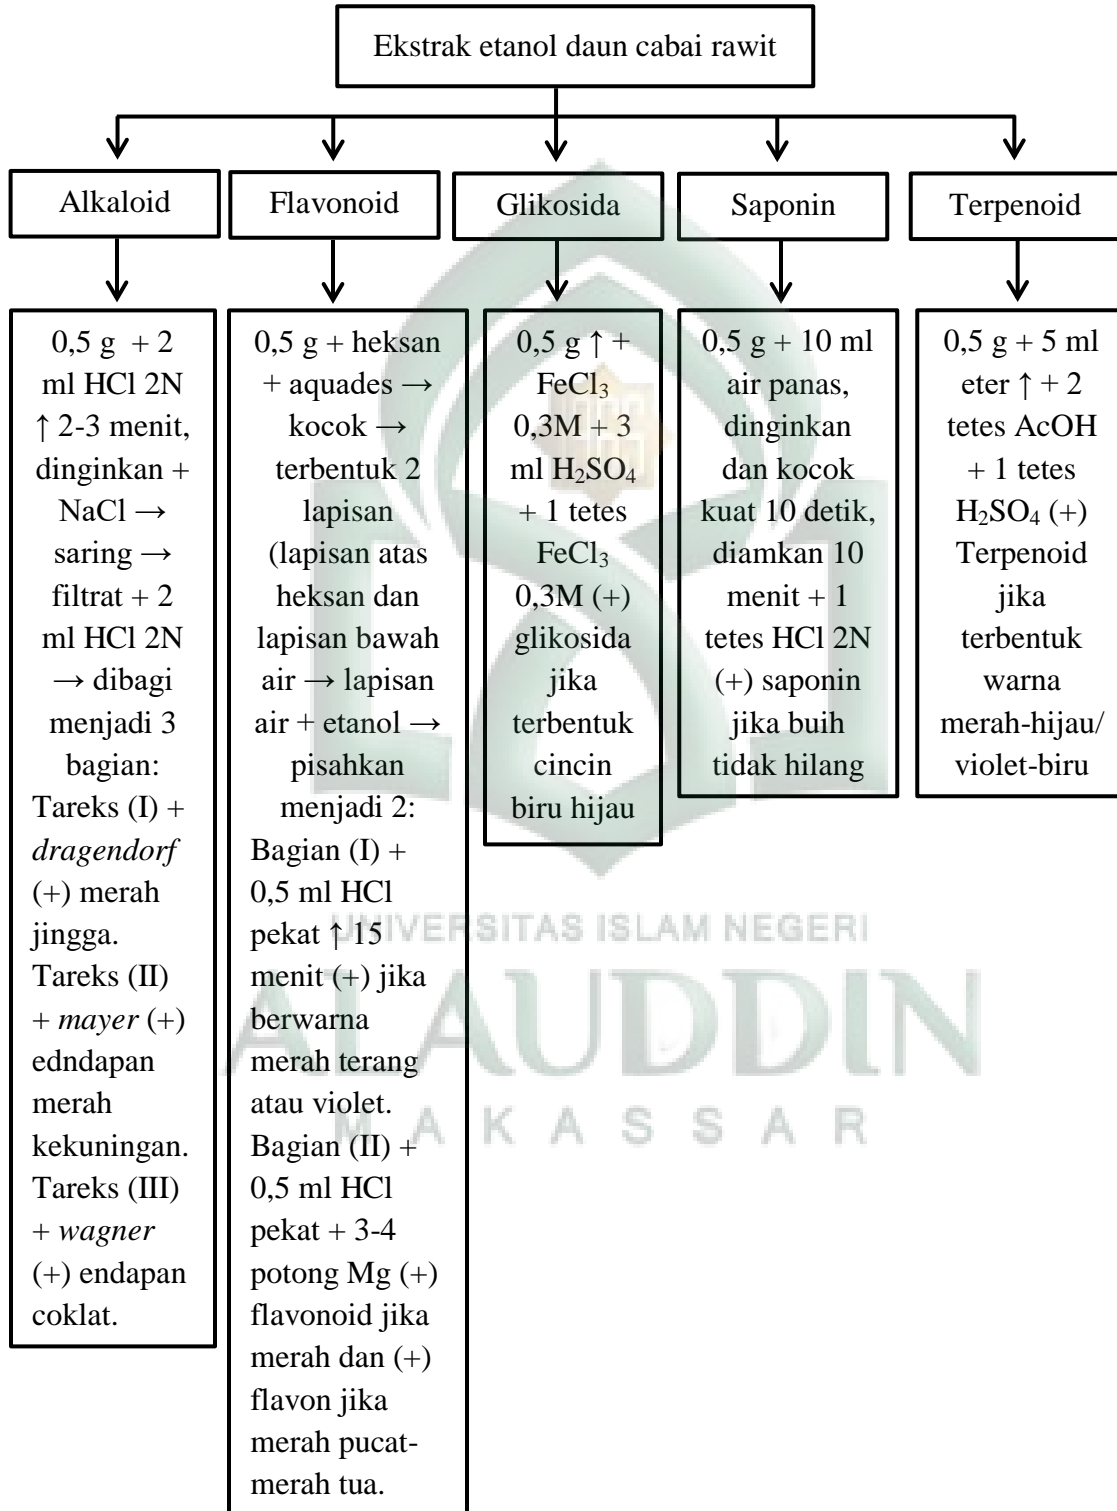 Ekstrak etanol daun cabai rawit
Alkaloid
Flavonoid
Glikosida
Saponin
Terpenoid
0,5 g + 2
ml HCl 2N
↑ 2-3 menit,
dinginkan +
NaCl →
saring →
filtrat + 2
ml HCl 2N
→ dibagi
menjadi 3
bagian:
Tareks (I) +
dragendorf
(+) merah
jingga.
Tareks (II)
+ mayer (+)
edndapan
merah
kekuningan.
Tareks (III)
+ wagner
(+) endapan
coklat.
0,5 g + heksan
+ aquades →
kocok →
terbentuk 2
lapisan
(lapisan atas
heksan dan
lapisan bawah
air → lapisan
air + etanol →
pisahkan
menjadi 2:
Bagian (I) +
0,5 ml HCl
pekat ↑ 15
menit (+) jika
berwarna
merah terang
atau violet.
Bagian (II) +
0,5 ml HCl
pekat + 3-4
potong Mg (+)
flavonoid jika
merah dan (+)
flavon jika
merah pucat-
merah tua.
0,5 g ↑ +
FeCl₃
0,3M + 3
ml H₂SO₄
+ 1 tetes
FeCl₃
0,3M (+)
glikosida
jika
terbentuk
cincin
biru hijau
0,5 g + 10 ml
air panas,
dinginkan
dan kocok
kuat 10 detik,
diamkan 10
menit + 1
tetes HCl 2N
(+) saponin
jika buih
tidak hilang
0,5 g + 5 ml
eter ↑ + 2
tetes AcOH
+ 1 tetes
H₂SO₄ (+)
Terpenoid
jika
terbentuk
warna
merah-hijau/
violet-biru
UNIVERSITAS ISLAM NEGERI
ALAUDDIN
MAKASSAR